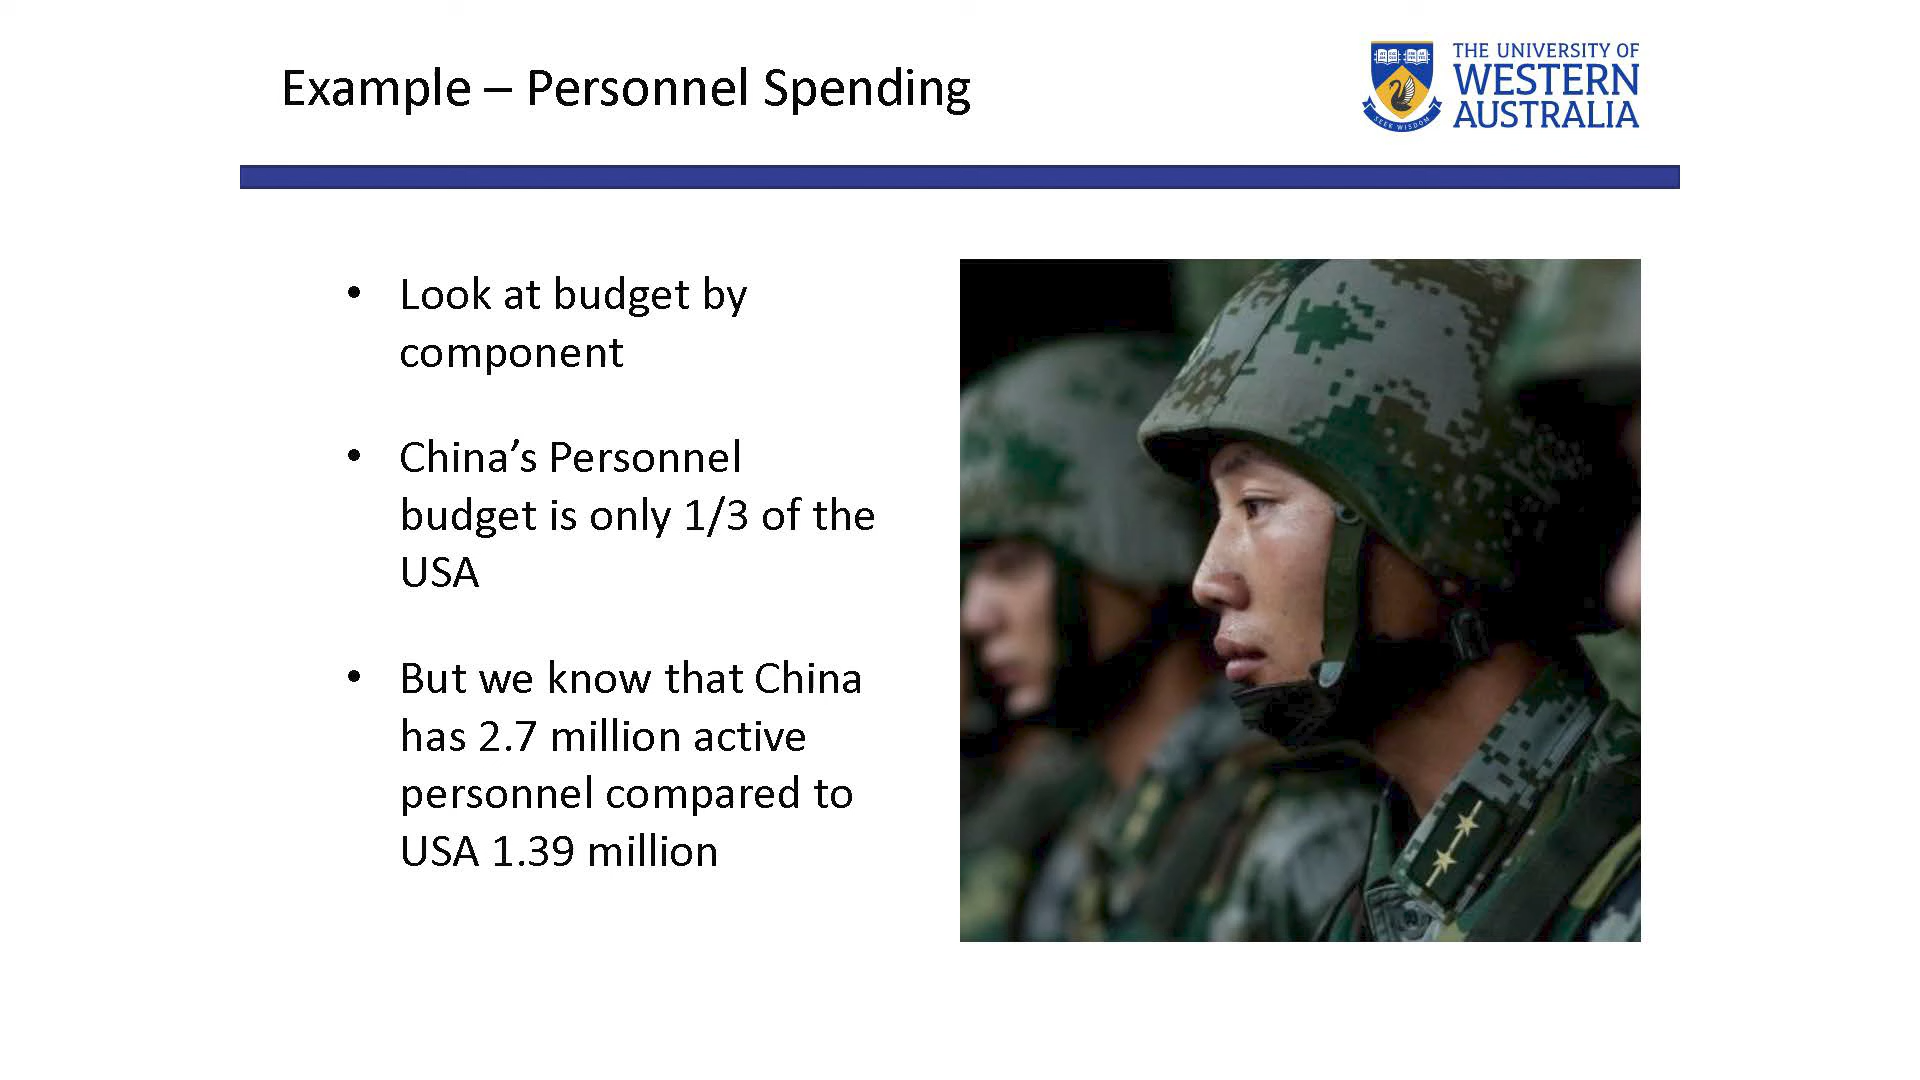 Example – Personnel Spending
THE UNIVERSITY OF
WESTERN
AUSTRALIA
SEEK WISDOM
• Look at budget by
component
• China’s Personnel
budget is only 1/3 of the
USA
• But we know that China
has 2.7 million active
personnel compared to
USA 1.39 million